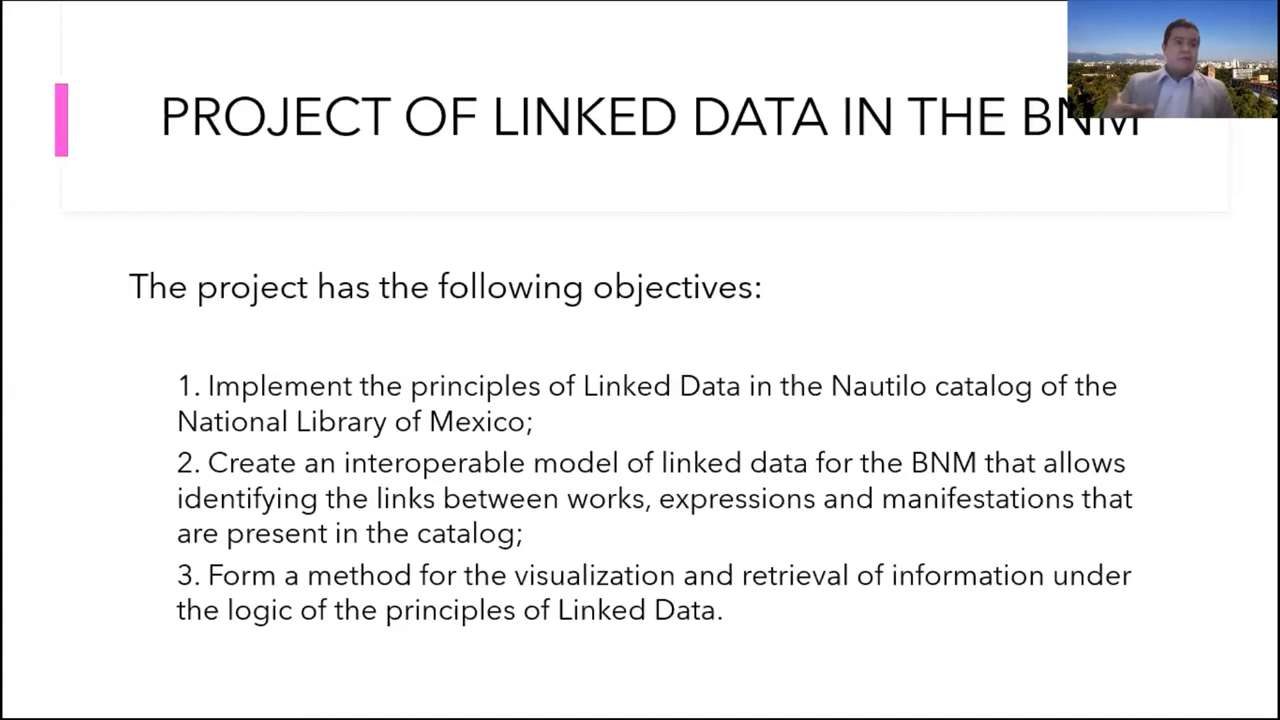 PROJECT OF LINKED DATA IN THE BNM
The project has the following objectives:
1. Implement the principles of Linked Data in the Nautilo catalog of the
National Library of Mexico;
2. Create an interoperable model of linked data for the BNM that allows
identifying the links between works, expressions and manifestations that
are present in the catalog;
3. Form a method for the visualization and retrieval of information under
the logic of the principles of Linked Data.